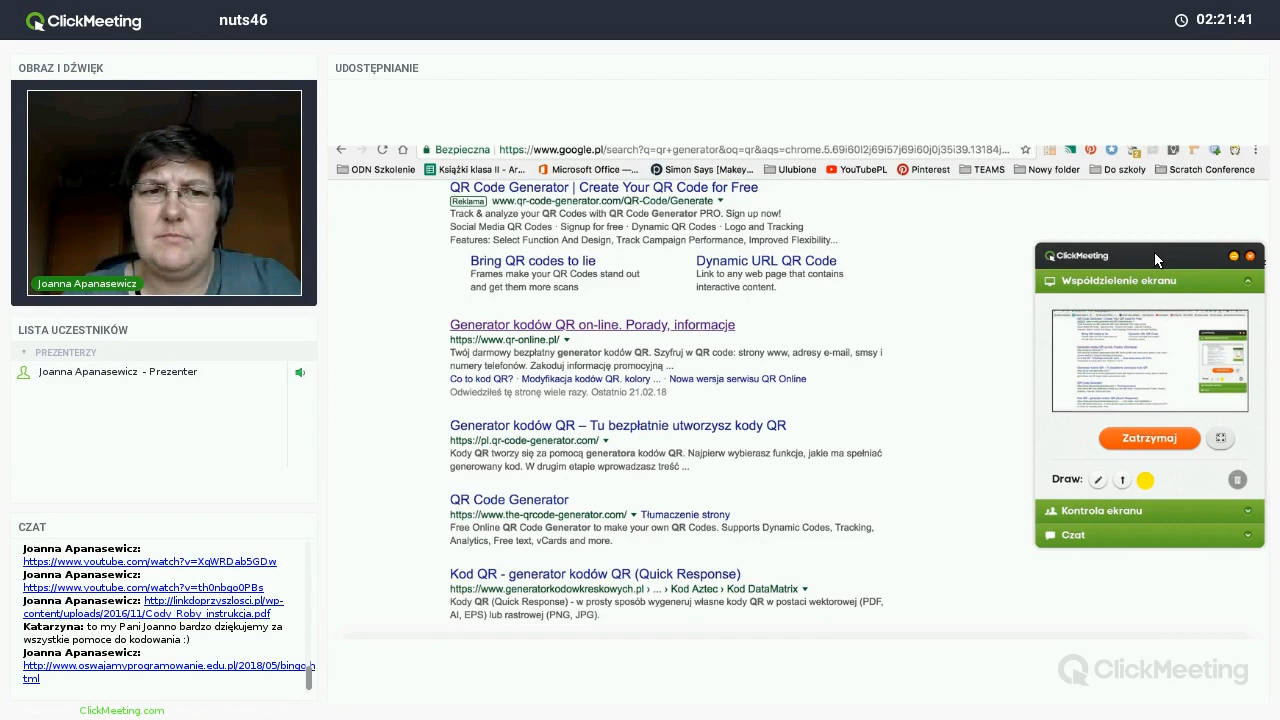 ClickMeeting
nuts46
02:21:41
OBRAZ I DŹWIĘK
Joanna Apanasewicz
LISTA UCZESTNIKÓW
PREZENTERZY
Joanna Apanasewicz - Prezenter
CZAT
Joanna Apanasewicz:
https://www.youtube.com/watch?v=XqWRDab5GDw
Joanna Apanasewicz:
https://www.youtube.com/watch?v=th0nbqo0PBs
Joanna Apanasewicz: http://linkdoprzyszlosci.pl/wp-
content/uploads/2016/11/Cody_Roby_instrukcja.pdf
Katarzyna: to my Pani Joanno bardzo dziękujemy za
wszystkie pomoce do kodowania :)
Joanna Apanasewicz:
http://www.oswajamyprogramowanie.edu.pl/2018/05/bingo.h
tml
ClickMeeting.com
UDOSTĘPNIANIE
Bezpieczna https://www.google.pl/search?q=qr+generator&oq=qr&aqs=chrome.5.69i60l2j69i57j69i60j0j35i39.13184j...
ODN Szkolenie Książki klasa II - Ar... Microsoft Office —... Simon Says [Makey... Ulubione YouTubePL Pinterest TEAMS Nowy folder Do szkoły Scratch Conference
QR Code Generator | Create Your QR Code for Free
Reklama www.qr-code-generator.com/QR-Code/Generate
Track & analyze your QR Codes with QR Code Generator PRO. Sign up now!
Social Media QR Codes · Signup for free · Dynamic QR Codes · Logo and Tracking
Features: Select Function And Design, Track Campaign Performance, Improved Flexibility...
Bring QR codes to lie
Frames make your QR Codes stand out
and get them more scans
Dynamic URL QR Code
Link to any web page that contains
interactive content.
Generator kodów QR on-line. Porady, informacje
https://www.qr-online.pl/
Twój darmowy bezpłatny generator kodów QR. Szyfruj w QR code: strony www, adresy e-mail, smsy i
numery telefonów. Zakoduj informację promocyjną ...
Co to kod QR? · Modyfikacja kodów QR. kolory ... · Nowa wersja serwisu QR Online
Odwiedziłeś tę stronę wiele razy. Ostatnio 21.02.18
Generator kodów QR – Tu bezpłatnie utworzysz kody QR
https://pl.qr-code-generator.com/
Kody QR tworzy się za pomocą generatora kodów QR. Najpierw wybierasz funkcje, jakie ma spełniać
generowany kod. W drugim etapie wprowadzasz treść ...
QR Code Generator
https://www.the-qrcode-generator.com/ Tłumaczenie strony
Free Online QR Code Generator to make your own QR Codes. Supports Dynamic Codes, Tracking,
Analytics, Free text, vCards and more.
Kod QR - generator kodów QR (Quick Response)
https://www.generatorkodowkreskowych.pl › ... › Kod Aztec › Kod DataMatrix
Kody QR (Quick Response) - w prosty sposób wygeneruj własne kody QR w postaci wektorowej (PDF,
AI, EPS) lub rastrowej (PNG, JPG).
ClickMeeting
Współdzielenie ekranu
Zatrzymaj
Draw:
Kontrola ekranu
Czat
ClickMeeting